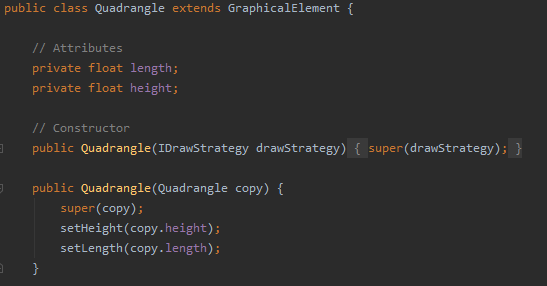 public class Quadrangle extends GraphicalElement {
// Attributes
private float length;
private float height;
// Constructor
public Quadrangle(IDrawStrategy drawStrategy) { super(drawStrategy); }
public Quadrangle(Quadrangle copy) {
super(copy);
setHeight(copy.height);
setLength(copy.length);
}